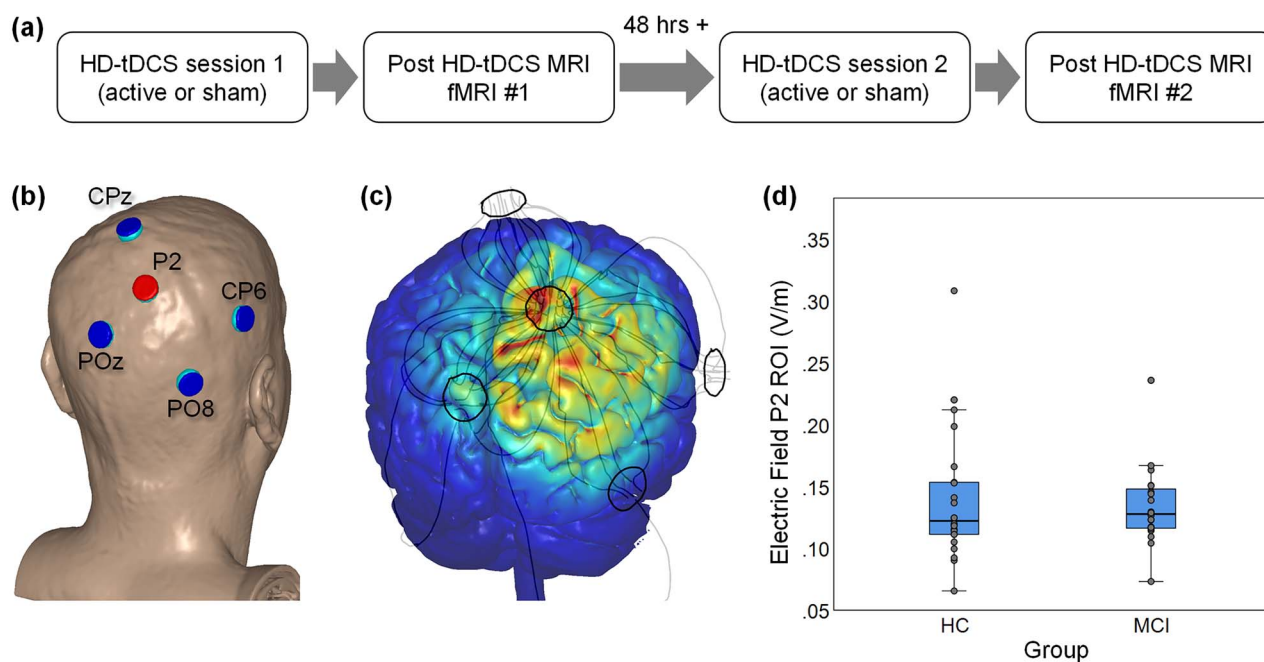 (a)
48 hrs +
HD-tDCS session 1
(active or sham)
Post HD-tDCS MRI
fMRI #1
HD-tDCS session 2
(active or sham)
Post HD-tDCS MRI
fMRI #2
(b)
CPz
P2
CP6
POz
PO8
(c)
(d)
Electric Field P2 ROI (V/m)
.35
.30
.25
.20
.15
.10
.05
HC
MCI
Group